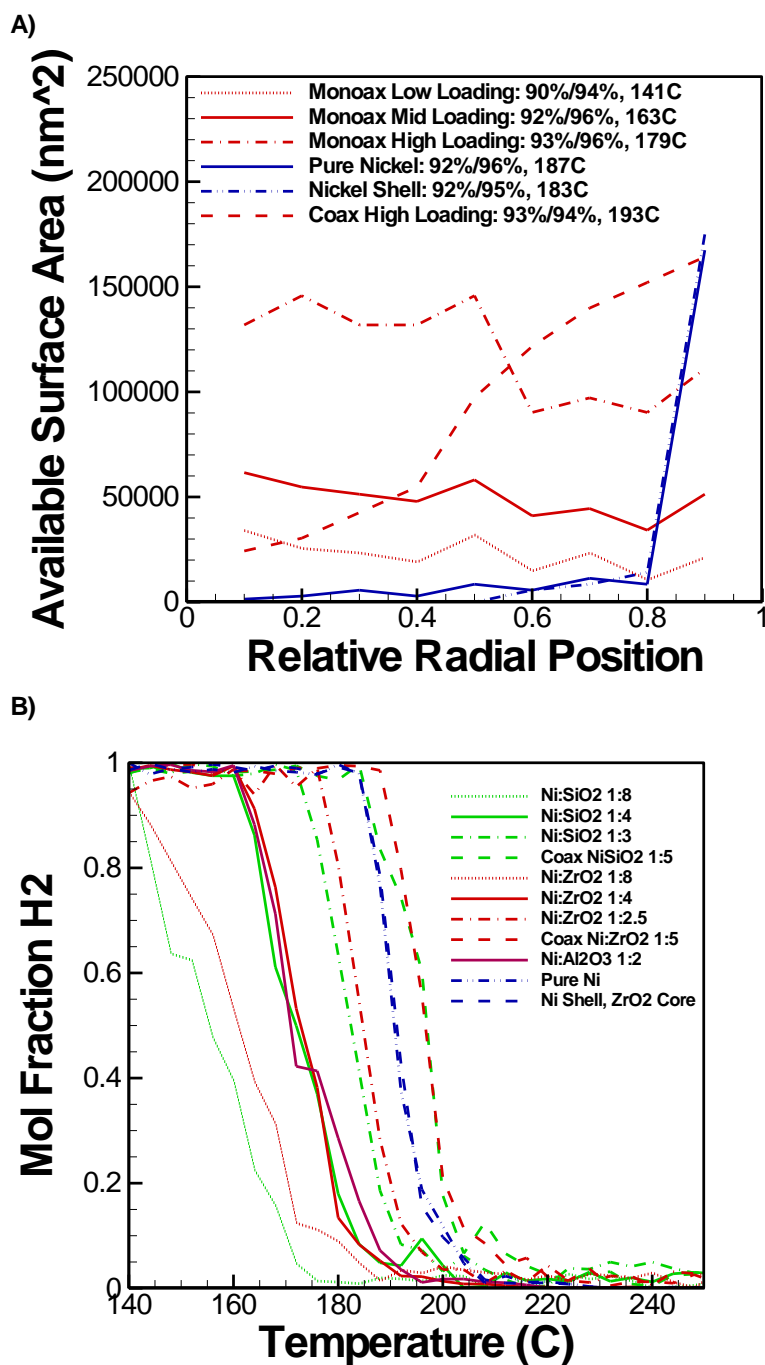 A)
250000
200000
150000
100000
50000
0
Available Surface Area (nm^2)
Monoax Low Loading: 90%/94%, 141C
Monoax Mid Loading: 92%/96%, 163C
Monoax High Loading: 93%/96%, 179C
Pure Nickel: 92%/96%, 187C
Nickel Shell: 92%/95%, 183C
Coax High Loading: 93%/94%, 193C
0 0.2 0.4 0.6 0.8 1
Relative Radial Position
B)
1
0.8
0.6
0.4
0.2
0
Mol Fraction H2
Ni:SiO2 1:8
Ni:SiO2 1:4
Ni:SiO2 1:3
Coax NiSiO2 1:5
Ni:ZrO2 1:8
Ni:ZrO2 1:4
Ni:ZrO2 1:2.5
Coax Ni:ZrO2 1:5
Ni:Al2O3 1:2
Pure Ni
Ni Shell, ZrO2 Core
140 160 180 200 220 240
Temperature (C)